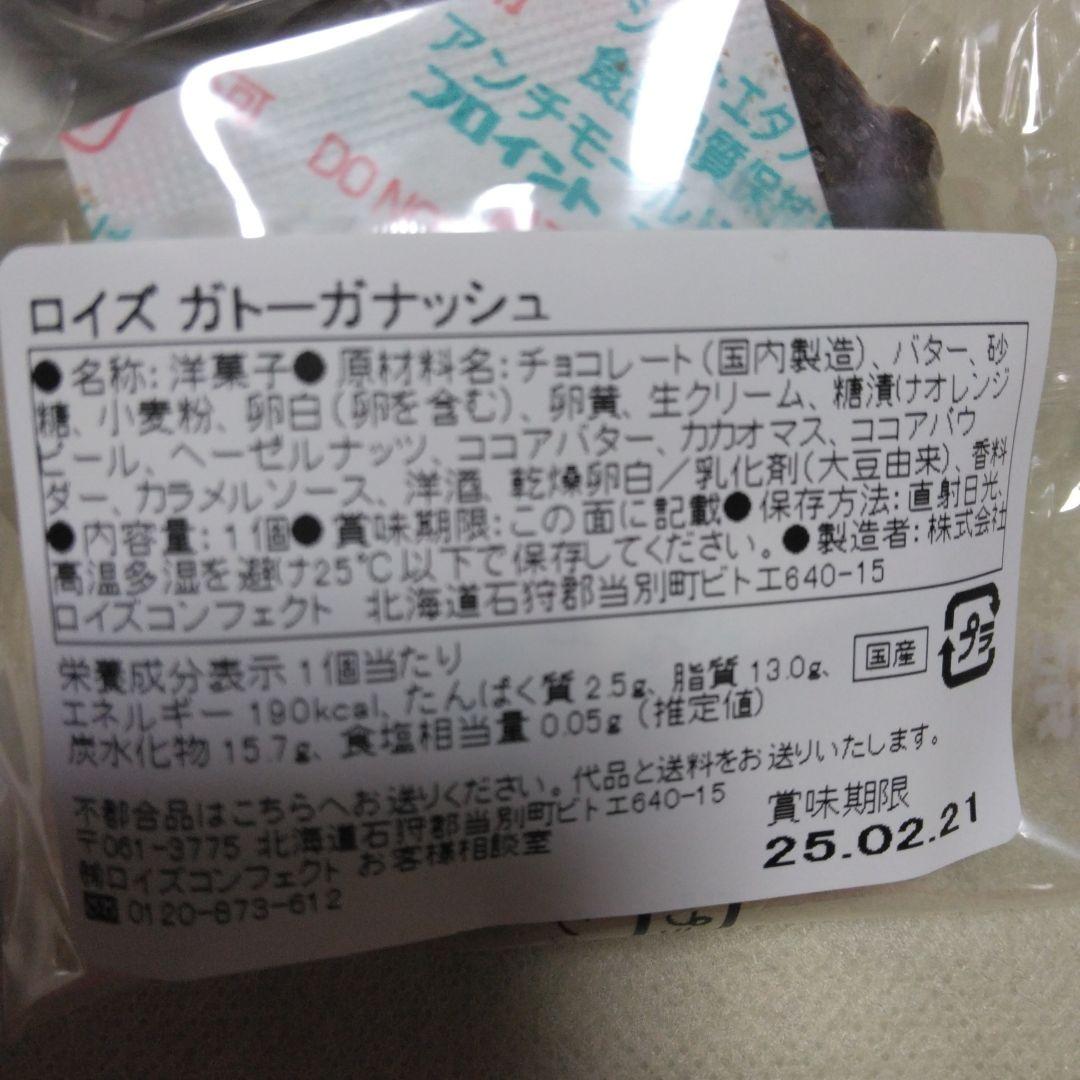 アンチモールド
フロイント
DO NO
ロイズ ガトーガナッシュ
●名称:洋菓子●原材料名:チョコレート(国内製造)、バター、砂
糖、小麦粉、卵白(卵を含む)、卵黄、生クリーム、糖漬けオレンジ
ピール、ヘーゼルナッツ、ココアバター、カカオマス、ココアパウ
ダー、カラメルソース、洋酒、乾燥卵白/乳化剤(大豆由来)、香料
●内容量:1個●賞味期限:この面に記載●保存方法:直射日光、
高温多湿を避け25℃以下で保存してください。●製造者:株式会社
ロイズコンフェクト 北海道石狩郡当別町ビトエ640-15
栄養成分表示 1個当たり
エネルギー 190kcal、たんぱく質 2.5g、脂質 13.0g、
炭水化物 15.7g、食塩相当量 0.05g(推定値)
国産
プラ
不都合品はこちらへお送りください。代品と送料をお送りいたします。
〒061-3775 北海道石狩郡当別町ビトエ640-15
㈱ロイズコンフェクト お客様相談室
0120-873-612
賞味期限
25.02.21